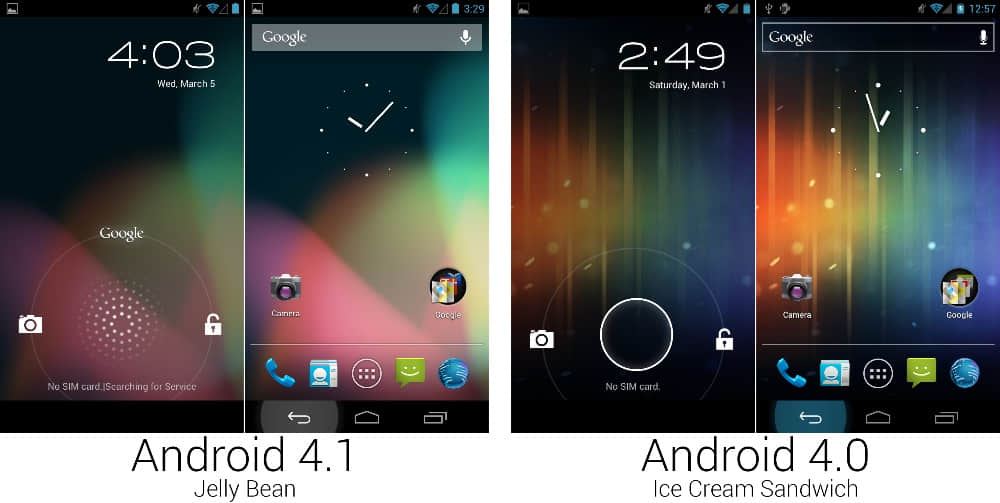 3:29
12:57
Google
Google
4:03
Wed, March 5
2:49
Saturday, March 1
Google
Camera
Google
Camera
Google
No SIM card.|Searching for Service
No SIM card.
Android 4.1
Jelly Bean
Android 4.0
Ice Cream Sandwich